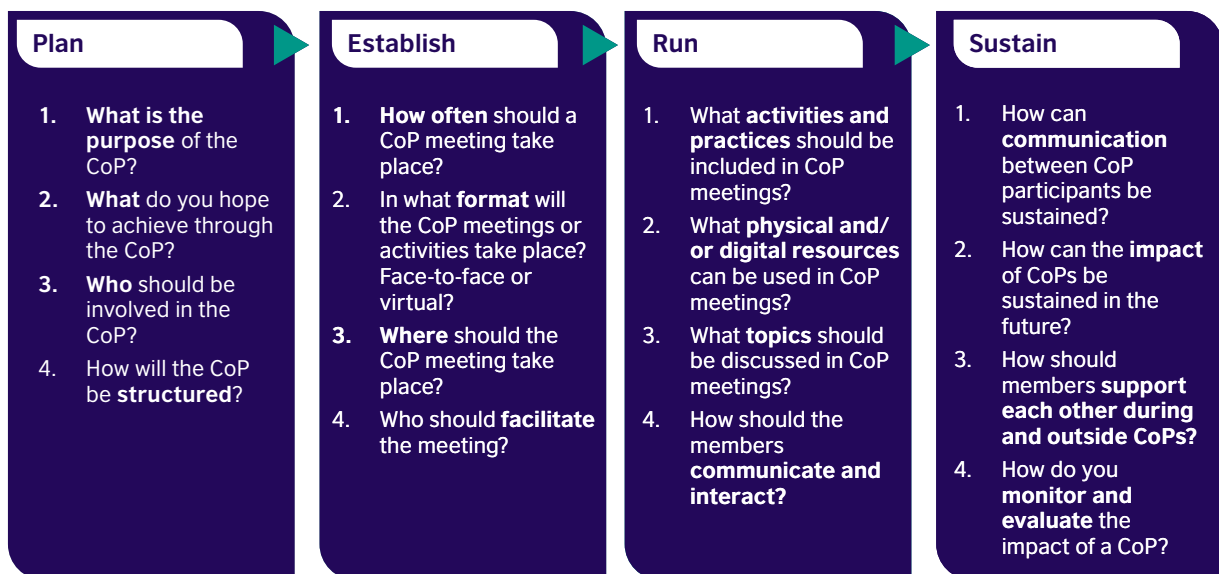 Plan
1. What is the
purpose of the
CoP?
2. What do you hope
to achieve through
the CoP?
3. Who should be
involved in the
CoP?
4. How will the CoP
be structured?
Establish
1. How often should a
CoP meeting take
place?
2. In what format will
the CoP meetings or
activities take place?
Face-to-face or
virtual?
3. Where should the
CoP meeting take
place?
4. Who should facilitate
the meeting?
Run
1. What activities and
practices should be
included in CoP
meetings?
2. What physical and/
or digital resources
can be used in CoP
meetings?
3. What topics should
be discussed in CoP
meetings?
4. How should the
members
communicate and
interact?
Sustain
1. How can
communication
between CoP
participants be
sustained?
2. How can the impact
of CoPs be
sustained in the
future?
3. How should
members support
each other during
and outside CoPs?
4. How do you
monitor and
evaluate the
impact of a CoP?